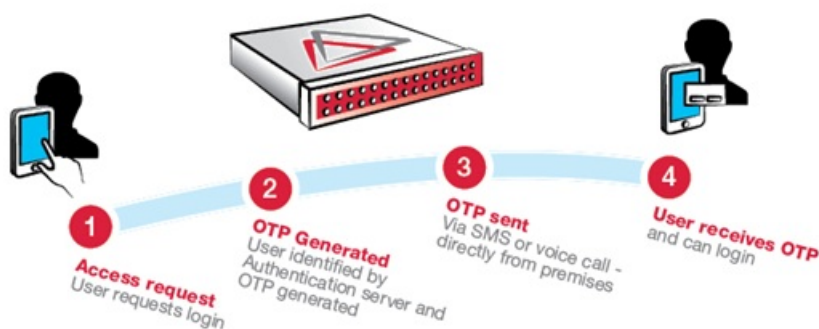 1
Access request
User requests login
2
OTP Generated
User identified by
Authentication server and
OTP generated
3
OTP sent
Via SMS or voice call -
directly from premises
4
User receives OTP
and can login